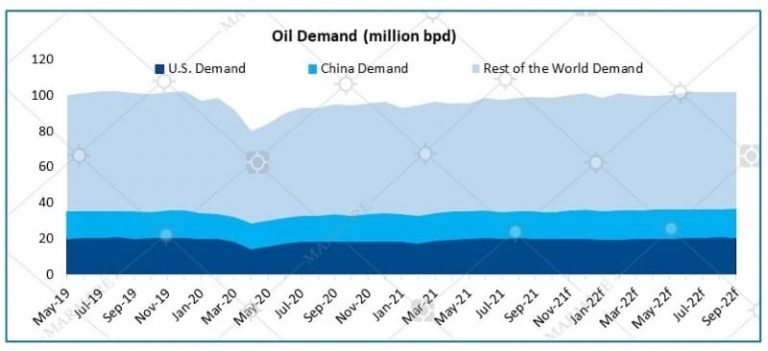 Oil Demand (million bpd)
120
U.S. Demand China Demand Rest of the World Demand
100
80
60
40
20
0
May-19 Jul-19 Sep-19 Nov-19 Jan-20 Mar-20 May-20 Jul-20 Sep-20 Nov-20 Jan-21 Mar-21 May-21 Jul-21 Sep-21 Nov-21f Jan-22f Mar-22f May-22f Jul-22f Sep-22f